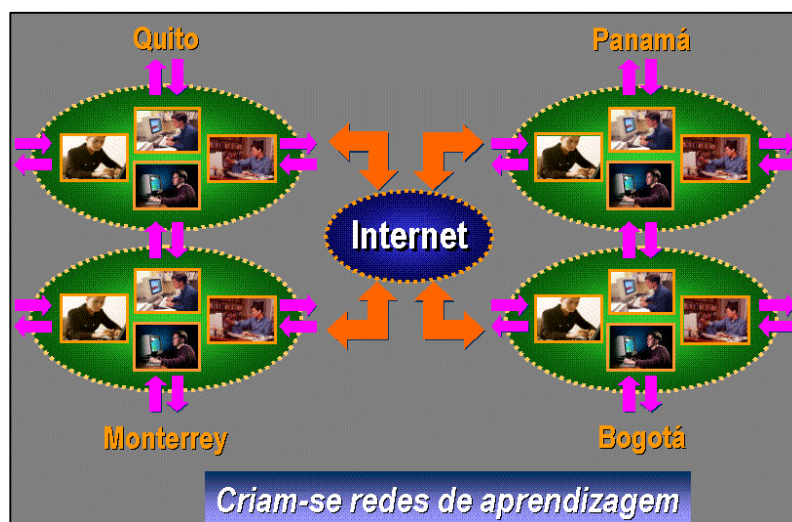 Quito
Panamá
Internet
Monterrey
Bogotá
Criam-se redes de aprendizagem